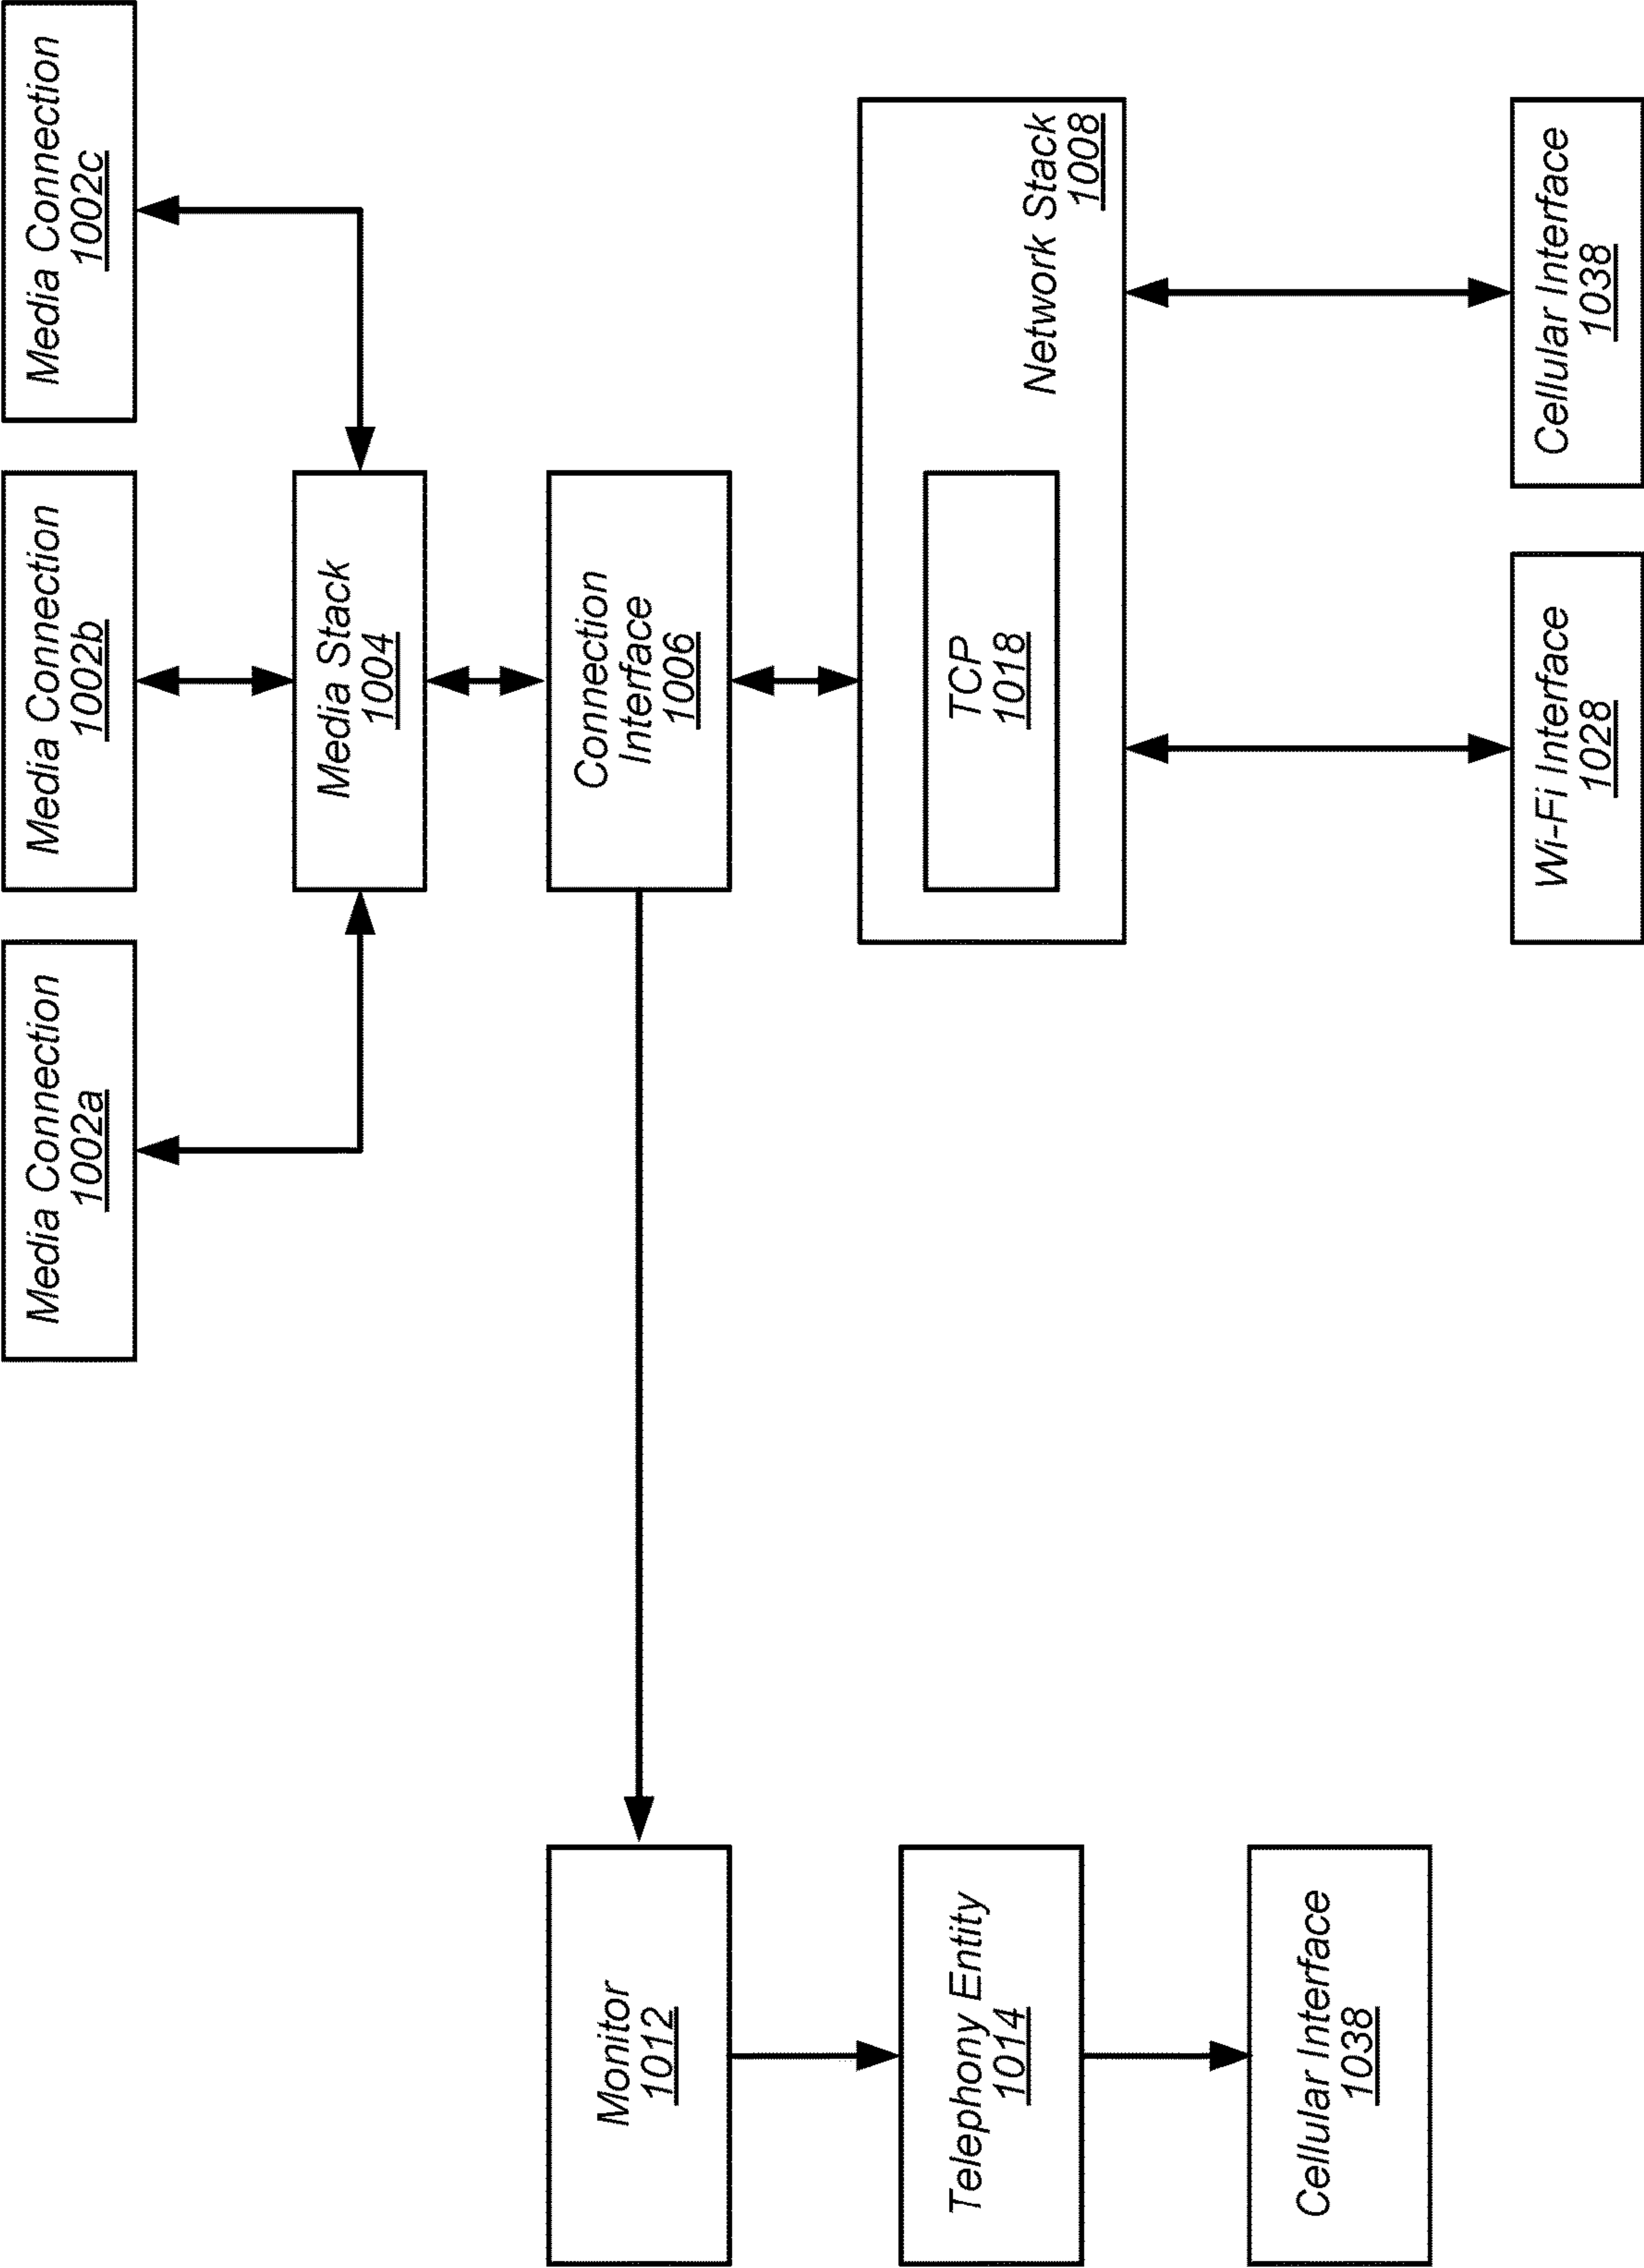 Media Connection
1002a
Media Connection
1002b
Media Connection
1002c
Media Stack
1004
Connection
Interface
1006
Monitor
1012
Network Stack
1008
TCP
1018
Telephony Entity
1014
Cellular Interface
1038
Wi-Fi Interface
1028
Cellular Interface
1038